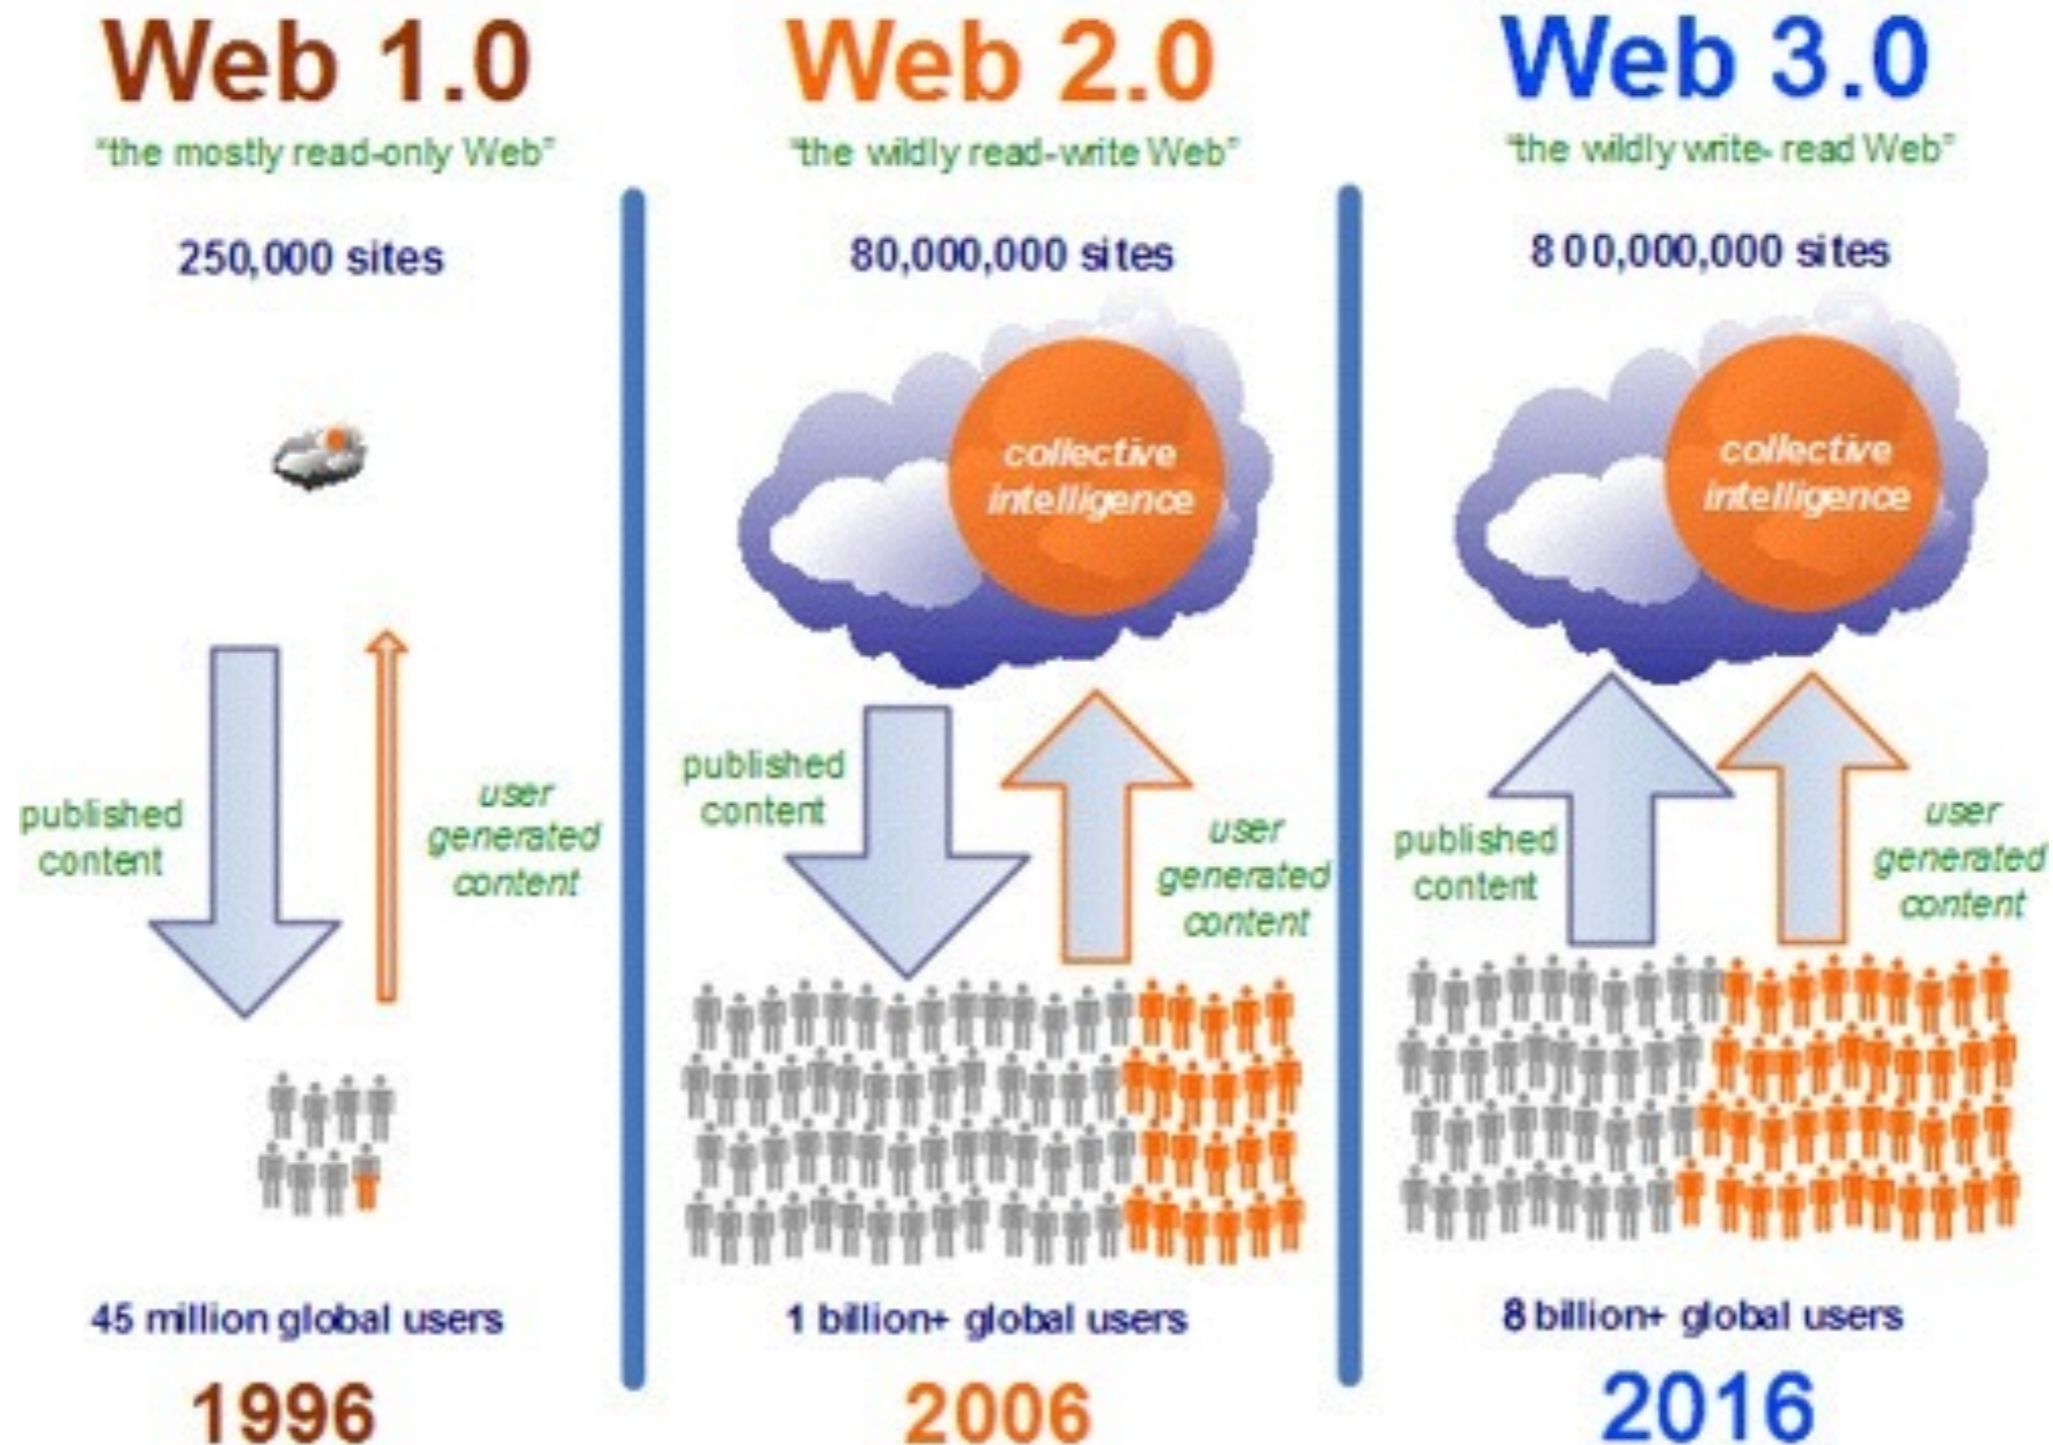 Web 1.0
"the mostly read-only Web"
250,000 sites
published
content
user
generated
content
45 million global users
1996
Web 2.0
"the wildly read-write Web"
80,000,000 sites
collective
intelligence
published
content
user
generated
content
1 billion+ global users
2006
Web 3.0
"the wildly write- read Web"
800,000,000 sites
collective
intelligence
published
content
user
generated
content
8 billion+ global users
2016